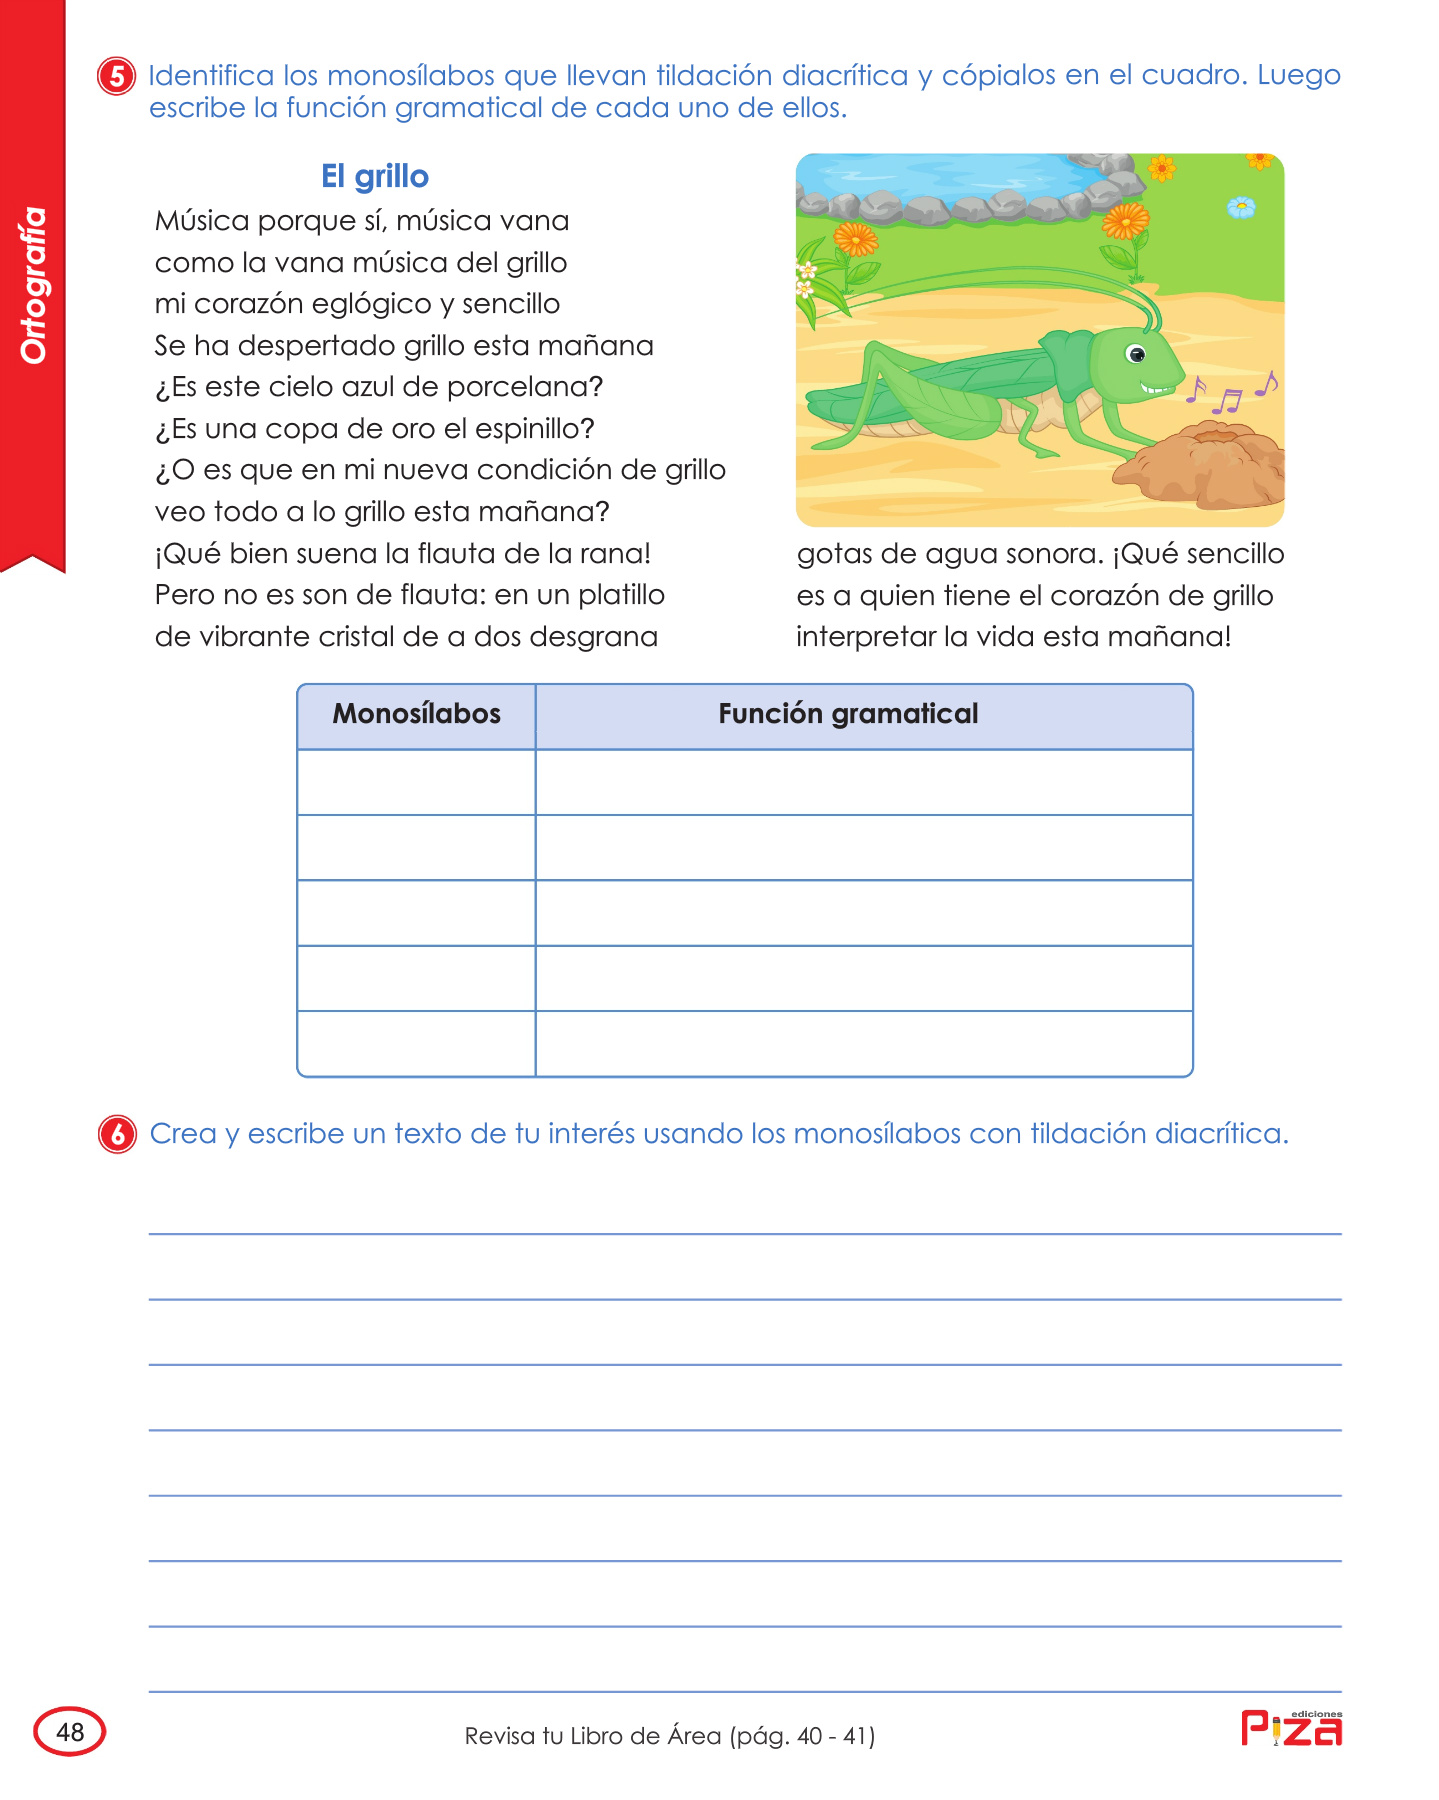 Ortografía
5 Identifica los monosílabos que llevan tildación diacrítica y cópialos en el cuadro. Luego
escribe la función gramatical de cada uno de ellos.
El grillo
Música porque sí, música vana
como la vana música del grillo
mi corazón eglógico y sencillo
Se ha despertado grillo esta mañana
¿Es este cielo azul de porcelana?
¿Es una copa de oro el espinillo?
¿O es que en mi nueva condición de grillo
veo todo a lo grillo esta mañana?
¡Qué bien suena la flauta de la rana!
Pero no es son de flauta: en un platillo
de vibrante cristal de a dos desgrana
gotas de agua sonora. ¡Qué sencillo
es a quien tiene el corazón de grillo
interpretar la vida esta mañana!
Monosílabos Función gramatical
6 Crea y escribe un texto de tu interés usando los monosílabos con tildación diacrítica.
48
Revisa tu Libro de Área (pág. 40 - 41)
ediciones
Piza